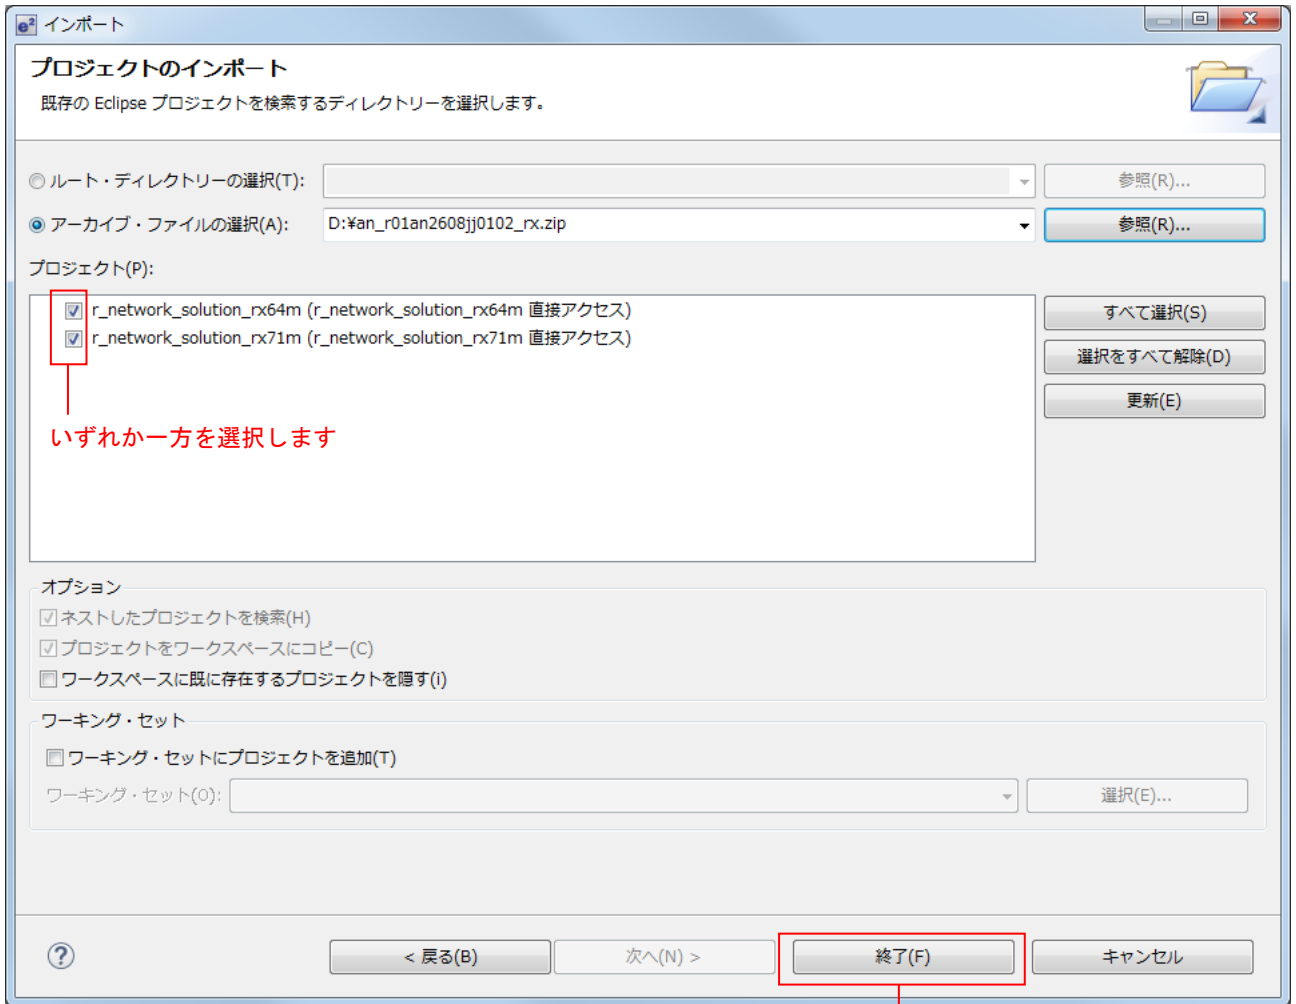 e² インポート
プロジェクトのインポート
既存の Eclipse プロジェクトを検索するディレクトリーを選択します。
ルート・ディレクトリーの選択(T): 参照(R)...
アーカイブ・ファイルの選択(A): D:¥an_r01an2608jj0102_rx.zip 参照(R)...
プロジェクト(P):
r_network_solution_rx64m (r_network_solution_rx64m 直接アクセス) すべて選択(S)
r_network_solution_rx71m (r_network_solution_rx71m 直接アクセス)
選択をすべて解除(D)
更新(E)
いずれか一方を選択します
オプション
ネストしたプロジェクトを検索(H)
プロジェクトをワークスペースにコピー(C)
ワークスペースに既に存在するプロジェクトを隠す(i)
ワーキング・セット
ワーキング・セットにプロジェクトを追加(T)
ワーキング・セット(O): 選択(E)...
? < 戻る(B) 次へ(N) > 終了(F) キャンセル